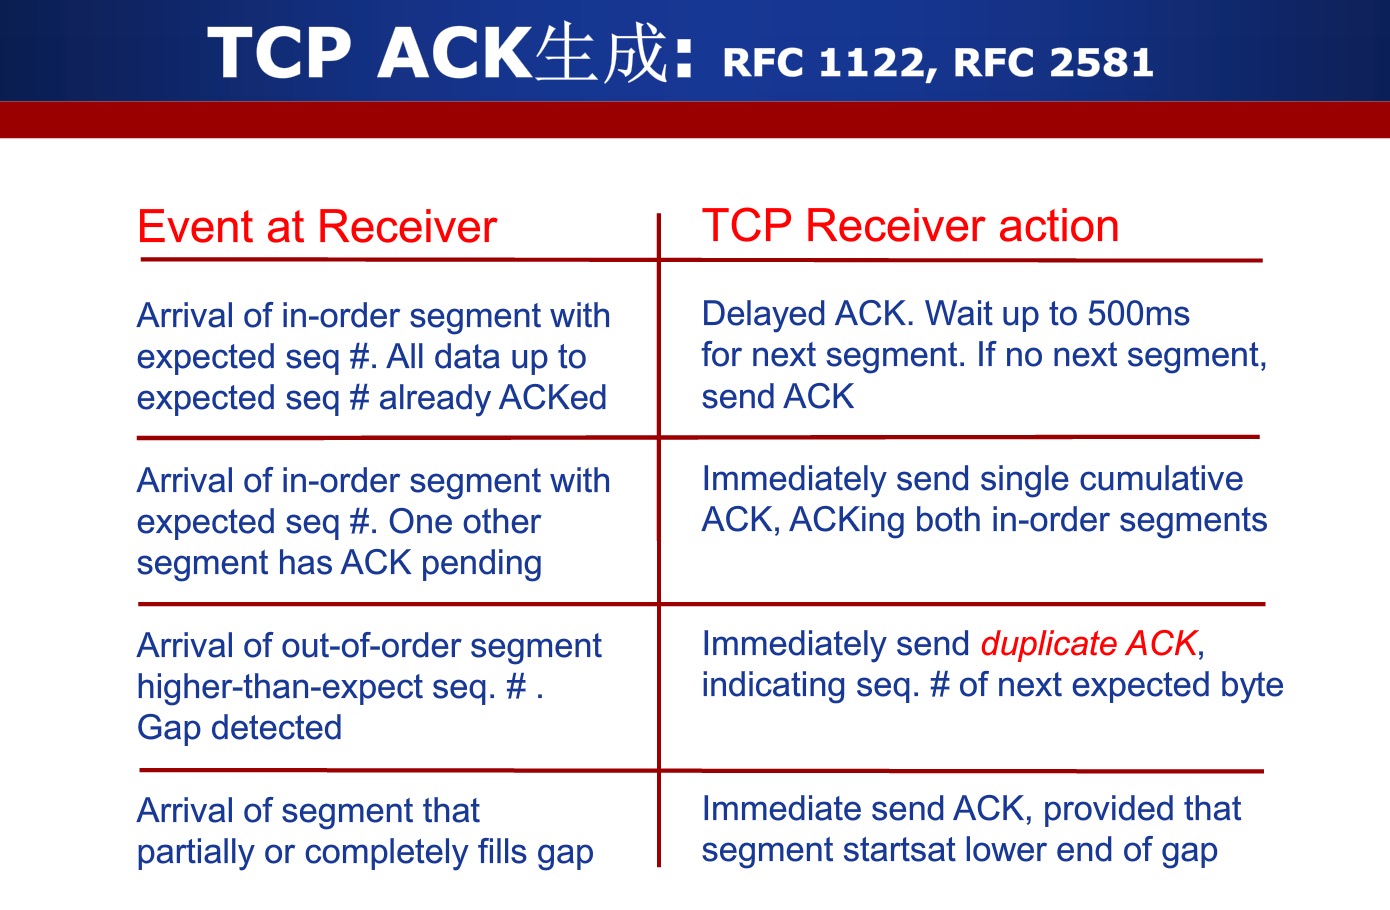 TCP ACK生成: RFC 1122, RFC 2581
Event at Receiver
TCP Receiver action
Arrival of in-order segment with
expected seq #. All data up to
expected seq # already ACKed
Delayed ACK. Wait up to 500ms
for next segment. If no next segment,
send ACK
Arrival of in-order segment with
expected seq #. One other
segment has ACK pending
Immediately send single cumulative
ACK, ACKing both in-order segments
Arrival of out-of-order segment
higher-than-expect seq. # .
Gap detected
Immediately send duplicate ACK,
indicating seq. # of next expected byte
Arrival of segment that
partially or completely fills gap
Immediate send ACK, provided that
segment startsat lower end of gap